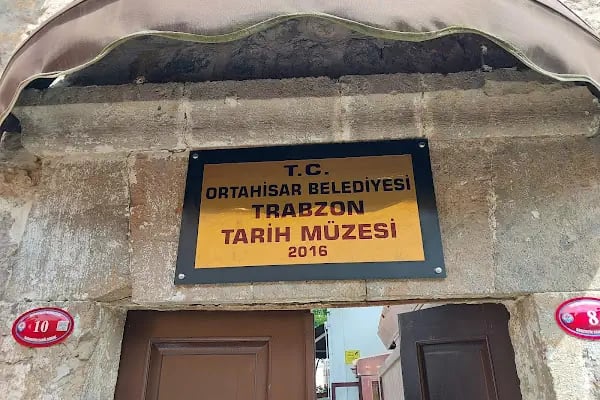 T.C.
ORTAHİSAR BELEDİYESİ
TRABZON
TARİH MÜZESİ
2016
10
8